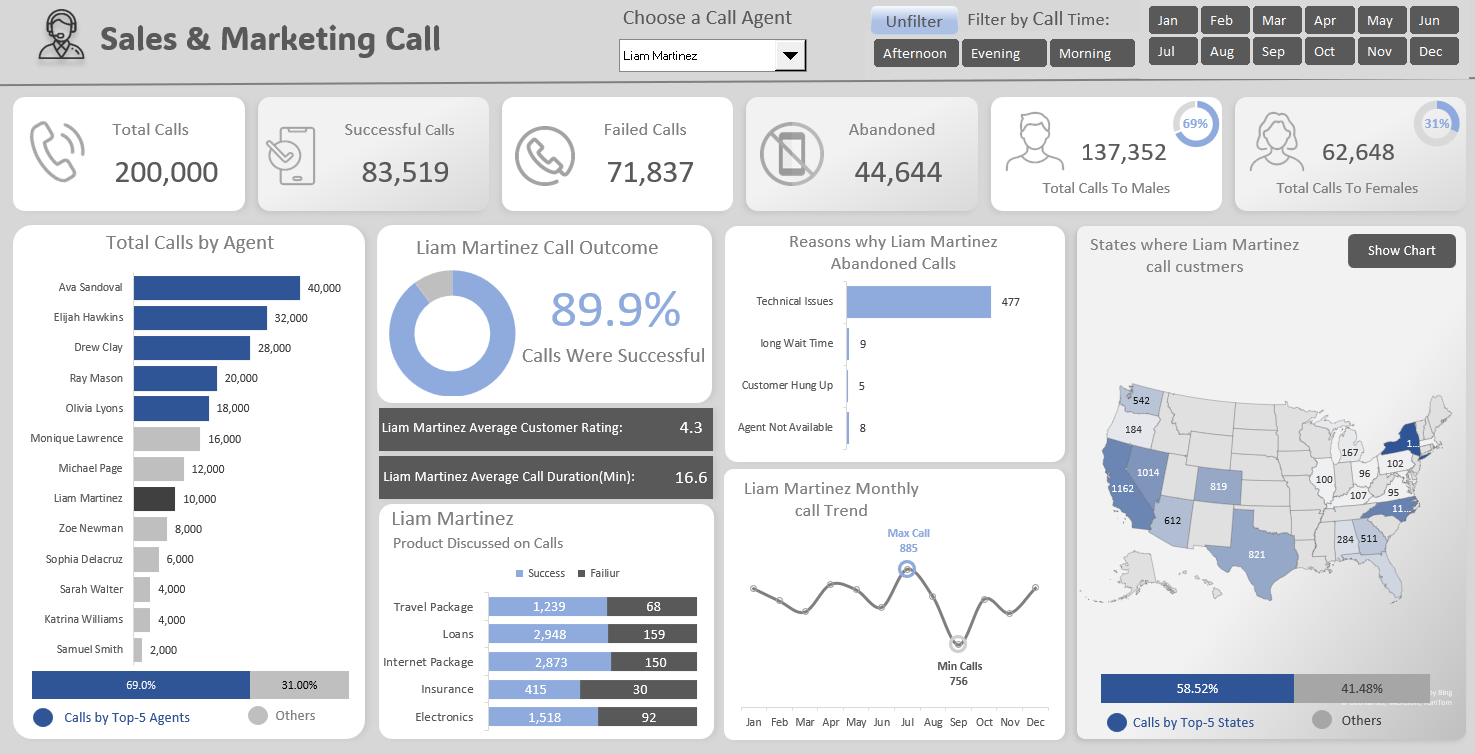 Sales & Marketing Call
Choose a Call Agent
Liam Martinez
Unfilter
Filter by Call Time:
Afternoon
Evening
Morning
Jan
Feb
Mar
Apr
May
Jun
Jul
Aug
Sep
Oct
Nov
Dec
Total Calls
200,000
Successful Calls
83,519
Failed Calls
71,837
Abandoned
44,644
69%
137,352
Total Calls To Males
31%
62,648
Total Calls To Females
Total Calls by Agent
Ava Sandoval 40,000
Elijah Hawkins 32,000
Drew Clay 28,000
Ray Mason 20,000
Olivia Lyons 18,000
Monique Lawrence 16,000
Michael Page 12,000
Liam Martinez 10,000
Zoe Newman 8,000
Sophia Delacruz 6,000
Sarah Walter 4,000
Katrina Williams 4,000
Samuel Smith 2,000
69.0% 31.00%
Calls by Top-5 Agents
Others
Liam Martinez Call Outcome
89.9%
Calls Were Successful
Liam Martinez Average Customer Rating: 4.3
Liam Martinez Average Call Duration(Min): 16.6
Liam Martinez
Product Discussed on Calls
Success Failiur
Travel Package 1,239 68
Loans 2,948 159
Internet Package 2,873 150
Insurance 415 30
Electronics 1,518 92
Reasons why Liam Martinez
Abandoned Calls
Technical Issues 477
long Wait Time 9
Customer Hung Up 5
Agent Not Available 8
Liam Martinez Monthly
call Trend
Max Call
885
Min Calls
756
Jan Feb Mar Apr May Jun Jul Aug Sep Oct Nov Dec
States where Liam Martinez
call custmers
Show Chart
542
184
1...
167
102
1014
96
1162
819
100
95
107
11...
612
284
511
821
58.52% 41.48%
by Bing
Calls by Top-5 States
Others